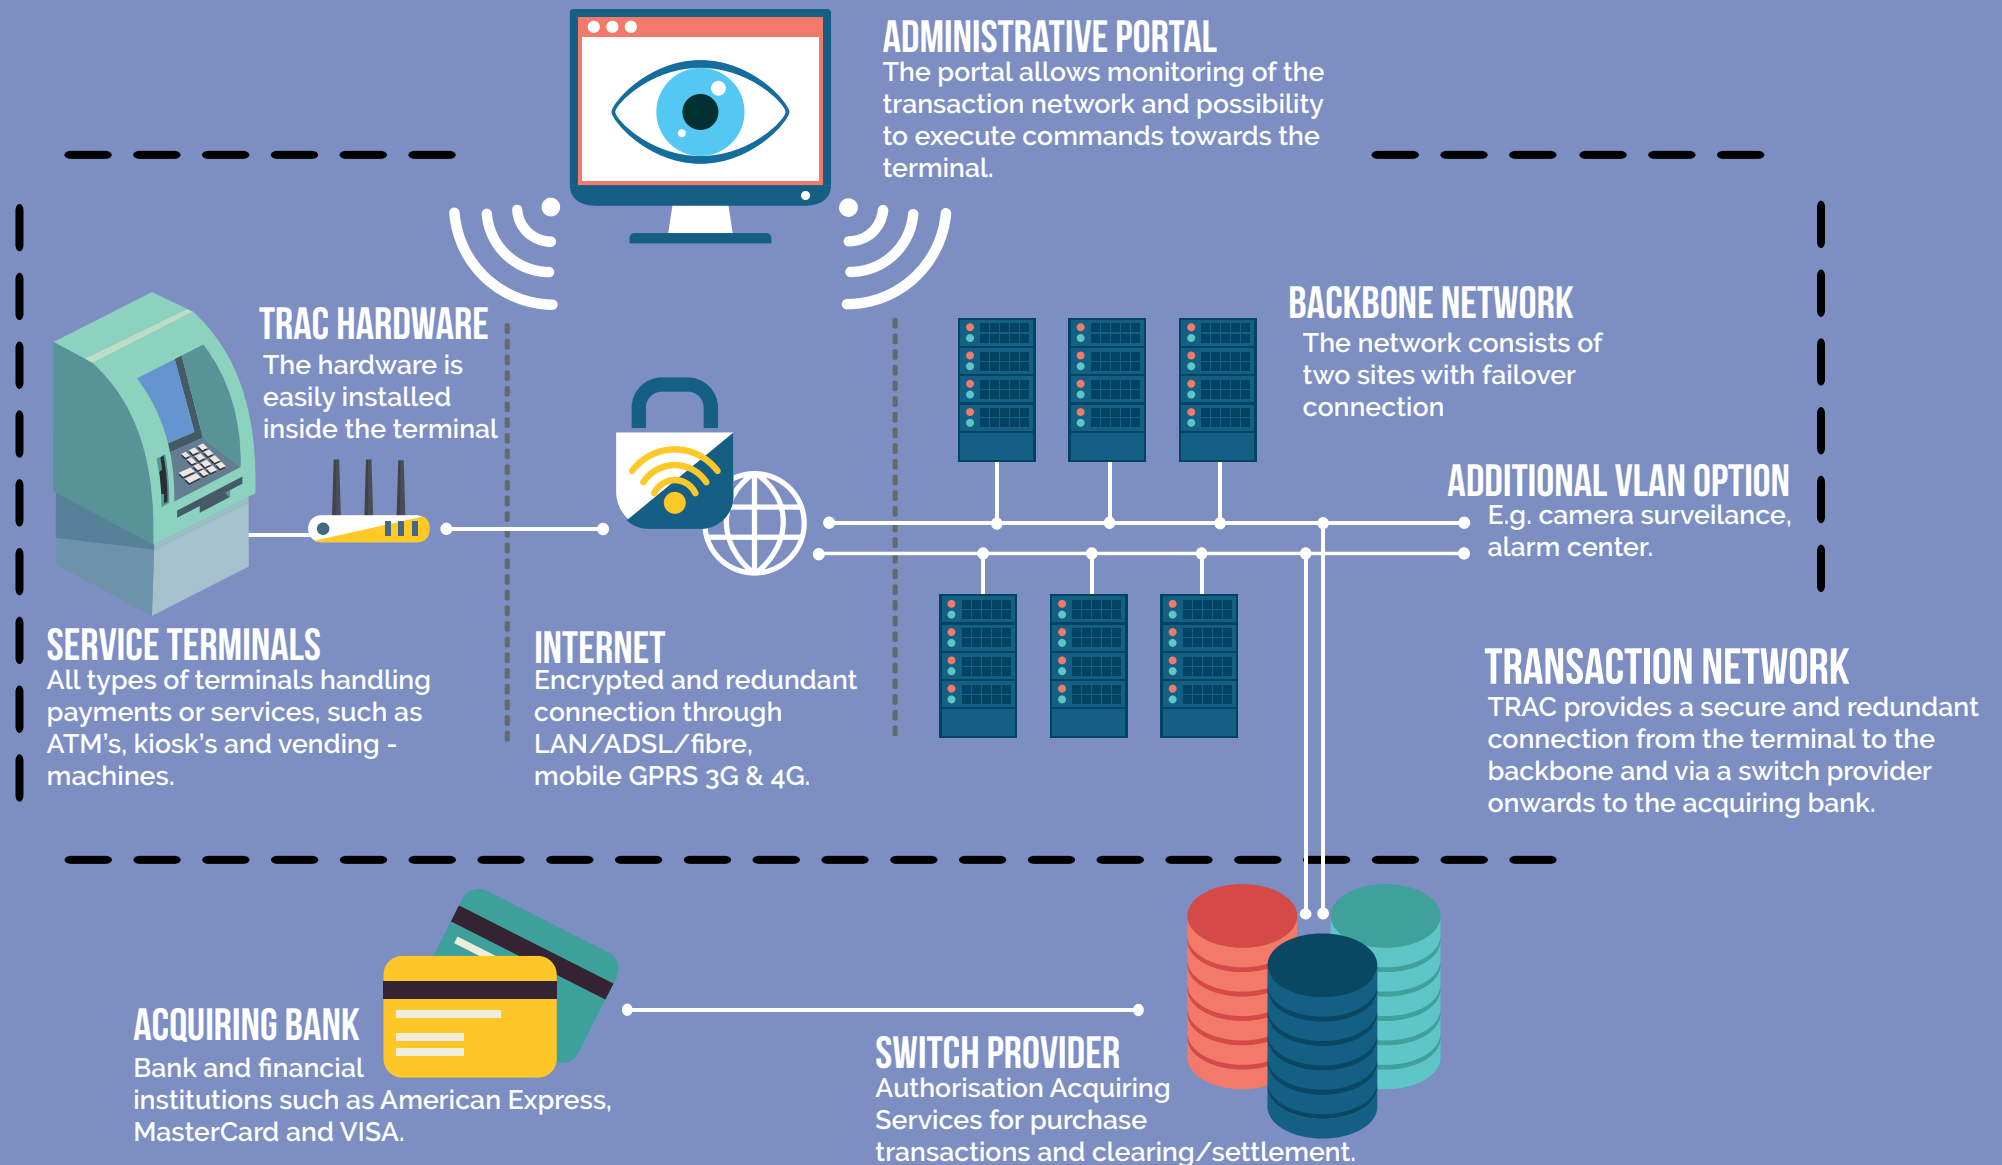 ADMINISTRATIVE PORTAL
The portal allows monitoring of the
transaction network and possibility
to execute commands towards the
terminal.
TRAC HARDWARE
The hardware is
easily installed
inside the terminal
BACKBONE NETWORK
The network consists of
two sites with failover
connection
ADDITIONAL VLAN OPTION
E.g. camera surveilance,
alarm center.
SERVICE TERMINALS
All types of terminals handling
payments or services, such as
ATM's, kiosk's and vending -
machines.
INTERNET
Encrypted and redundant
connection through
LAN/ADSL/fibre,
mobile GPRS 3G & 4G.
TRANSACTION NETWORK
TRAC provides a secure and redundant
connection from the terminal to the
backbone and via a switch provider
onwards to the acquiring bank.
ACQUIRING BANK
Bank and financial
institutions such as American Express,
MasterCard and VISA.
SWITCH PROVIDER
Authorisation Acquiring
Services for purchase
transactions and clearing/settlement.